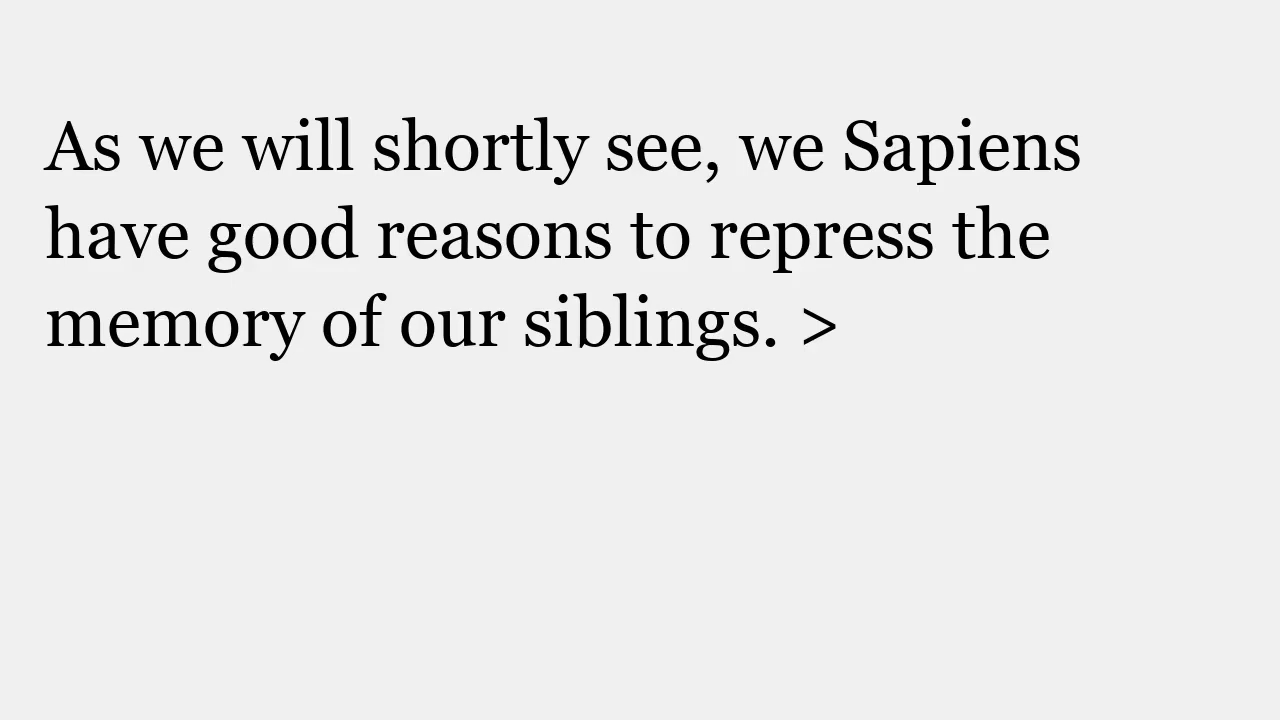 As we will shortly see, we Sapiens
have good reasons to repress the
memory of our siblings. >